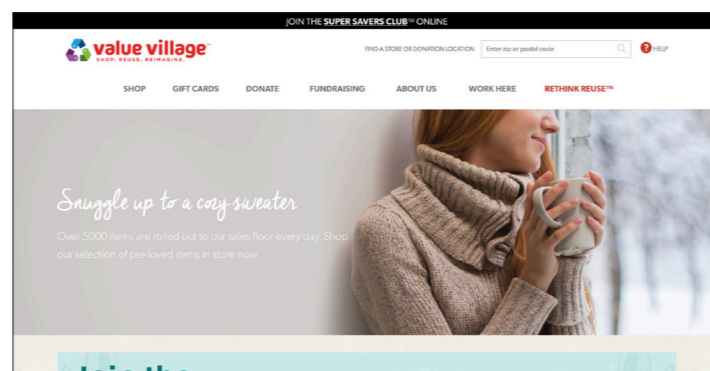 JOIN THE SUPER SAVERS CLUB™ ONLINE
value village™
SHOP. REUSE. REIMAGINE.
FIND A STORE OR DONATION LOCATION
Enter zip or postal code
? HELP
SHOP GIFT CARDS DONATE FUNDRAISING ABOUT US WORK HERE RETHINK REUSE™
Snuggle up to a cozy sweater
Over 5000 items are rolled out to our sales floor every day. Shop
our selection of pre-loved items in store now.
Join the